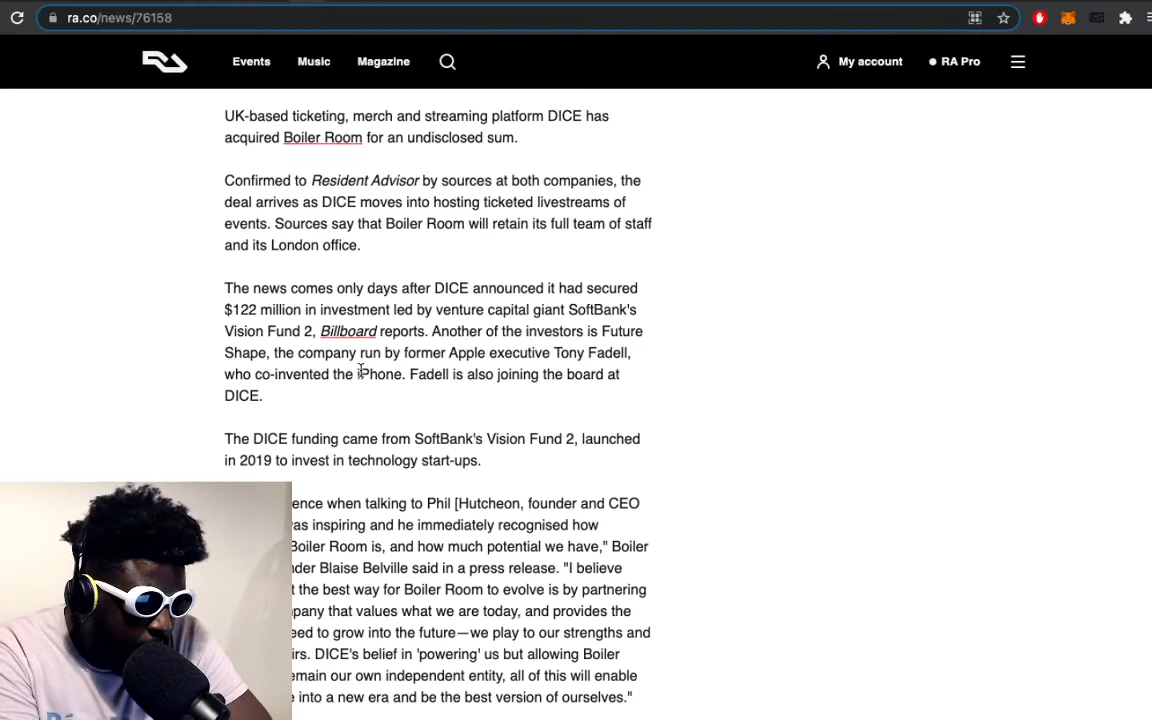 ra.co/news/76158
Events Music Magazine My account RA Pro
UK-based ticketing, merch and streaming platform DICE has
acquired Boiler Room for an undisclosed sum.
Confirmed to Resident Advisor by sources at both companies, the
deal arrives as DICE moves into hosting ticketed livestreams of
events. Sources say that Boiler Room will retain its full team of staff
and its London office.
The news comes only days after DICE announced it had secured
$122 million in investment led by venture capital giant SoftBank's
Vision Fund 2, Billboard reports. Another of the investors is Future
Shape, the company run by former Apple executive Tony Fadell,
who co-invented the iPhone. Fadell is also joining the board at
DICE.
The DICE funding came from SoftBank's Vision Fund 2, launched
in 2019 to invest in technology start-ups.
ence when talking to Phil [Hutcheon, founder and CEO
was inspiring and he immediately recognised how
Boiler Room is, and how much potential we have," Boiler
nder Blaise Belville said in a press release. "I believe
t the best way for Boiler Room to evolve is by partnering
pany that values what we are today, and provides the
eed to grow into the future—we play to our strengths and
irs. DICE's belief in 'powering' us but allowing Boiler
emain our own independent entity, all of this will enable
into a new era and be the best version of ourselves."